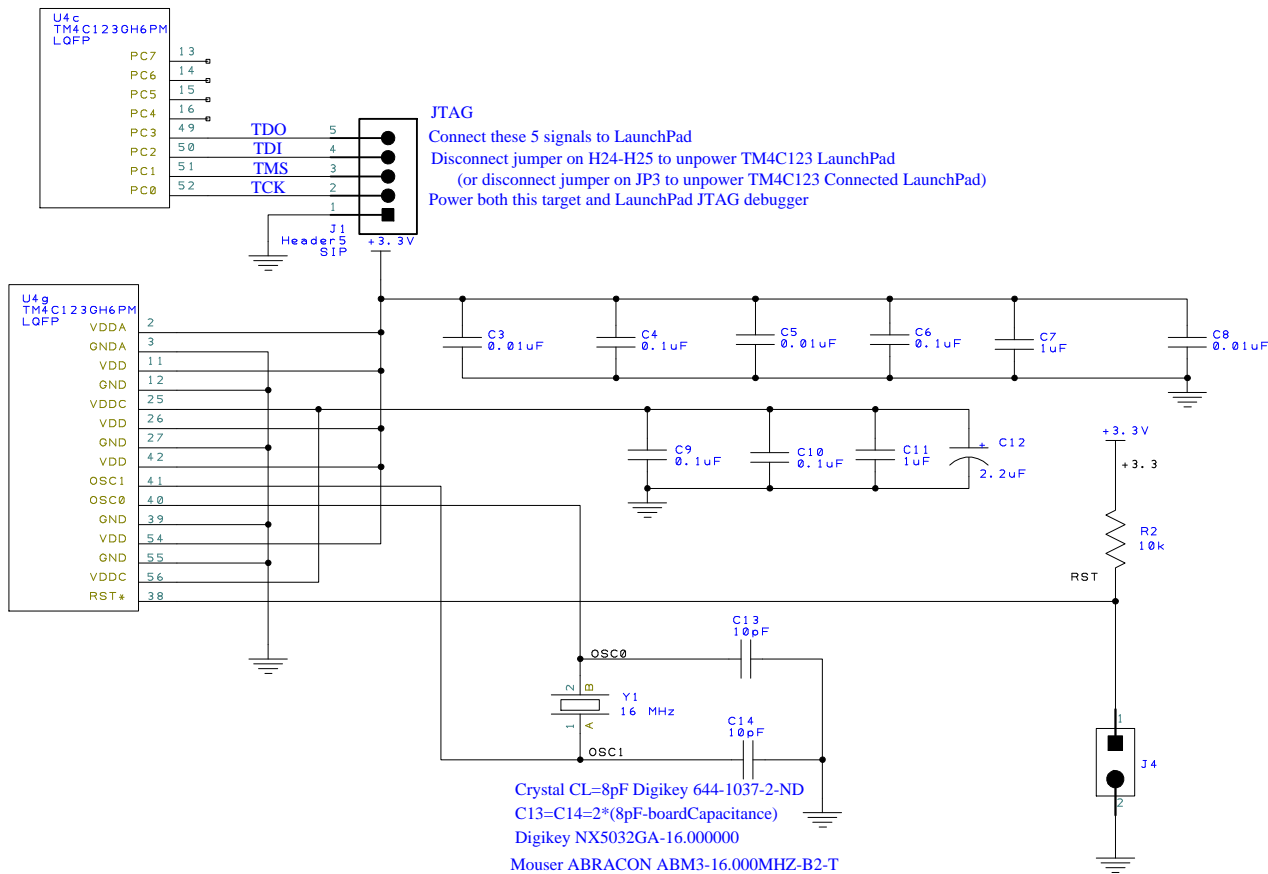 U4c
TM4C123GH6PM
LQFP
PC7 13
PC6 14
PC5 15
PC4 16
PC3 49 TDO 5
PC2 50 TDI 4
PC1 51 TMS 3
PC0 52 TCK 2
1
J1
Header5
SIP
JTAG
Connect these 5 signals to LaunchPad
Disconnect jumper on H24-H25 to unpower TM4C123 LaunchPad
(or disconnect jumper on JP3 to unpower TM4C123 Connected LaunchPad)
Power both this target and LaunchPad JTAG debugger
+3.3V
U4g
TM4C123GH6PM
LQFP
VDDA 2
GNDA 3
VDD 11
GND 12
VDDC 25
VDD 26
GND 27
VDD 42
OSC1 41
OSC0 40
GND 39
VDD 54
GND 55
VDDC 56
RST* 38
C3
0.01uF
C4
0.1uF
C5
0.01uF
C6
0.1uF
C7
1uF
C8
0.01uF
C9
0.1uF
C10
0.1uF
C11
1uF
+ C12
2.2uF
+3.3V
+3.3
R2
10k
RST
C13
10pF
OSC0
2 B
Y1
16 MHz
1 A
OSC1
C14
10pF
1
J4
2
Crystal CL=8pF Digikey 644-1037-2-ND
C13=C14=2*(8pF-boardCapacitance)
Digikey NX5032GA-16.000000
Mouser ABRACON ABM3-16.000MHZ-B2-T